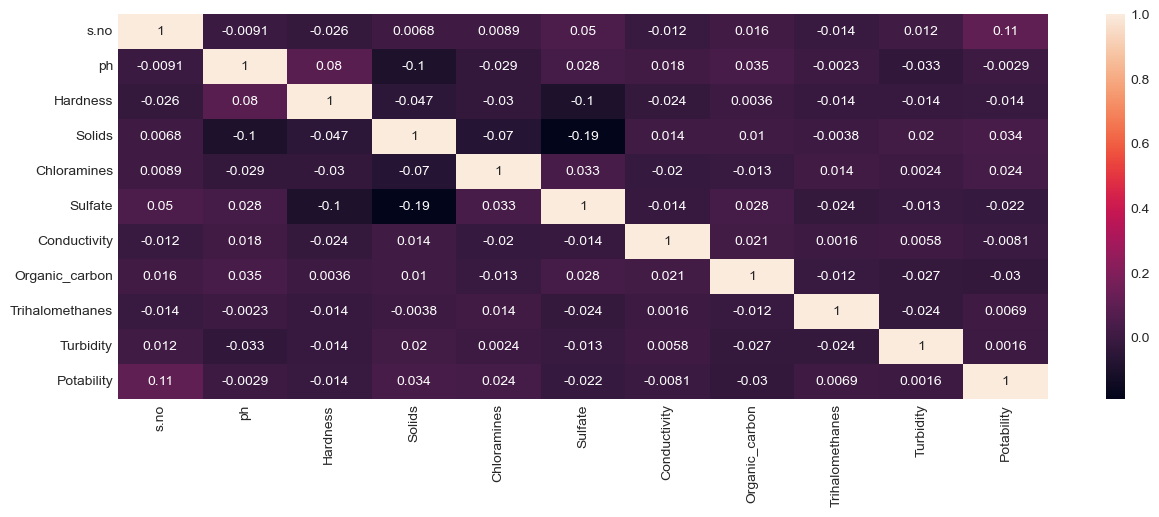 s.no 1 -0.0091 -0.026 0.0068 0.0089 0.05 -0.012 0.016 -0.014 0.012 0.11
ph -0.0091 1 0.08 -0.1 -0.029 0.028 0.018 0.035 -0.0023 -0.033 -0.0029
Hardness -0.026 0.08 1 -0.047 -0.03 -0.1 -0.024 0.0036 -0.014 -0.014 -0.014
Solids 0.0068 -0.1 -0.047 1 -0.07 -0.19 0.014 0.01 -0.0038 0.02 0.034
Chloramines 0.0089 -0.029 -0.03 -0.07 1 0.033 -0.02 -0.013 0.014 0.0024 0.024
Sulfate 0.05 0.028 -0.1 -0.19 0.033 1 -0.014 0.028 -0.024 -0.013 -0.022
Conductivity -0.012 0.018 -0.024 0.014 -0.02 -0.014 1 0.021 0.0016 0.0058 -0.0081
Organic_carbon 0.016 0.035 0.0036 0.01 -0.013 0.028 0.021 1 -0.012 -0.027 -0.03
Trihalomethanes -0.014 -0.0023 -0.014 -0.0038 0.014 -0.024 0.0016 -0.012 1 -0.024 0.0069
Turbidity 0.012 -0.033 -0.014 0.02 0.0024 -0.013 0.0058 -0.027 -0.024 1 0.0016
Potability 0.11 -0.0029 -0.014 0.034 0.024 -0.022 -0.0081 -0.03 0.0069 0.0016 1
s.no ph Hardness Solids Chloramines Sulfate Conductivity Organic_carbon Trihalomethanes Turbidity Potability
1.0
0.8
0.6
0.4
0.2
0.0